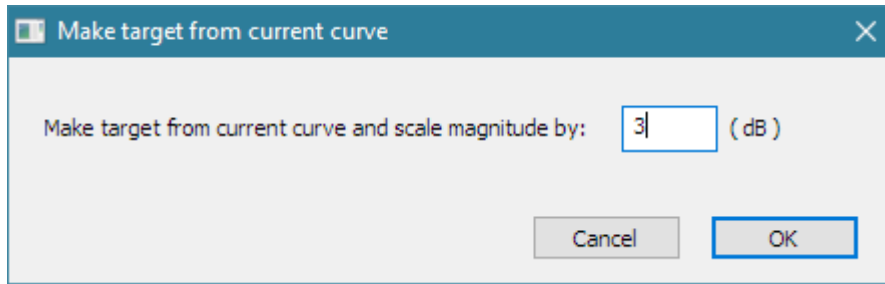 Make target from current curve
Make target from current curve and scale magnitude by: 3 ( dB )
Cancel OK